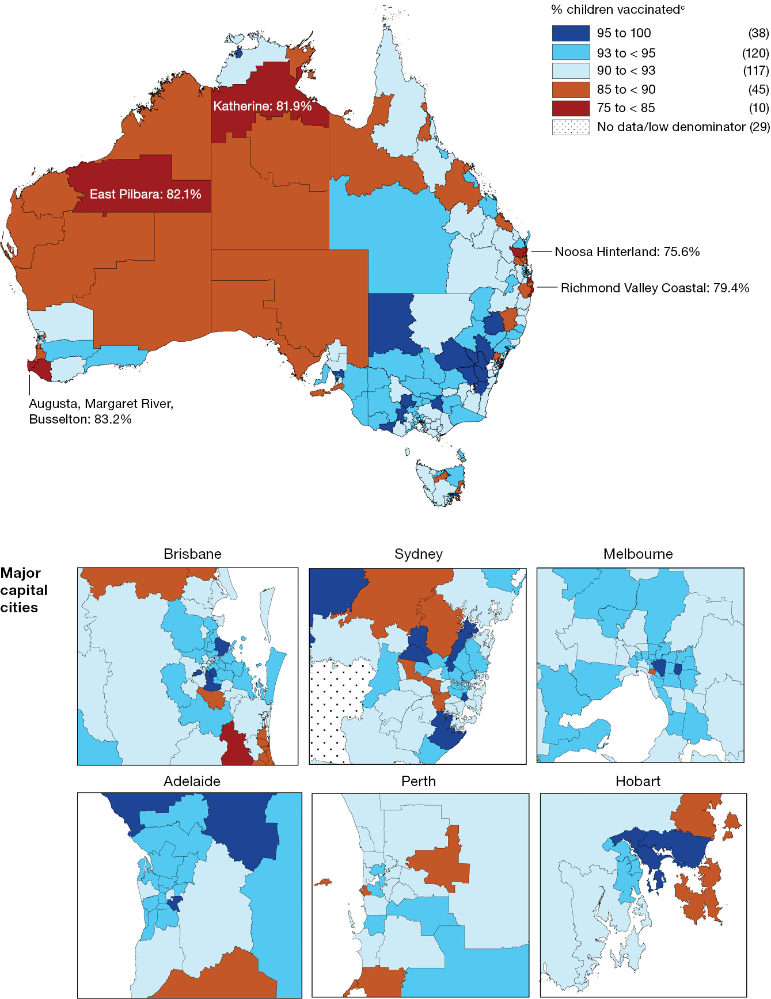 % children vaccinatedᶜ
95 to 100 (38)
93 to < 95 (120)
90 to < 93 (117)
85 to < 90 (45)
75 to < 85 (10)
No data/low denominator (29)
Katherine: 81.9%
East Pilbara: 82.1%
Noosa Hinterland: 75.6%
Richmond Valley Coastal: 79.4%
Augusta, Margaret River,
Busselton: 83.2%
Major
capital
cities
Brisbane
Sydney
Melbourne
Adelaide
Perth
Hobart